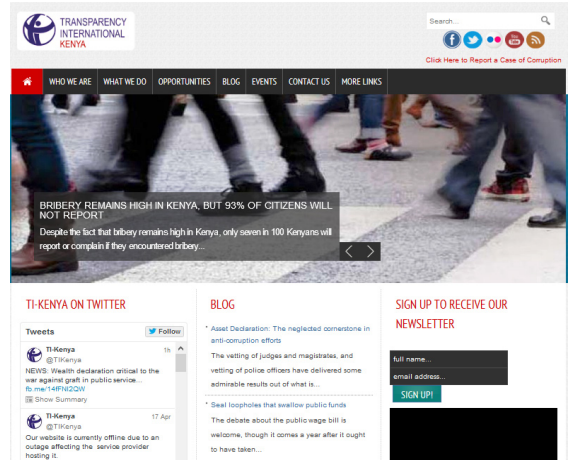 TRANSPARENCY
INTERNATIONAL
KENYA
Search...
You
Tube
Click Here to Report a Case of Corruption
WHO WE ARE WHAT WE DO OPPORTUNITIES BLOG EVENTS CONTACT US MORE LINKS
BRIBERY REMAINS HIGH IN KENYA, BUT 93% OF CITIZENS WILL
NOT REPORT
Despite the fact that bribery remains high in Kenya, only seven in 100 Kenyans will
report or complain if they encountered bribery...
TI-KENYA ON TWITTER
Tweets Follow
TI-Kenya 1h
@TIKenya
NEWS: Wealth declaration critical to the
war against graft in public service...
fb.me/14fFNI2QW
Show Summary
TI-Kenya 17 Apr
@TIKenya
Our website is currently offline due to an
outage affecting the service provider
hosting it.
BLOG
Asset Declaration: The neglected cornerstone in
anti-corruption efforts
The vetting of judges and magistrates, and
vetting of police officers have delivered some
admirable results out of what is...
Seal loopholes that swallow public funds
The debate about the public wage bill is
welcome, though it comes a year after it ought
to have taken...
SIGN UP TO RECEIVE OUR
NEWSLETTER
full name...
email address...
SIGN UP!